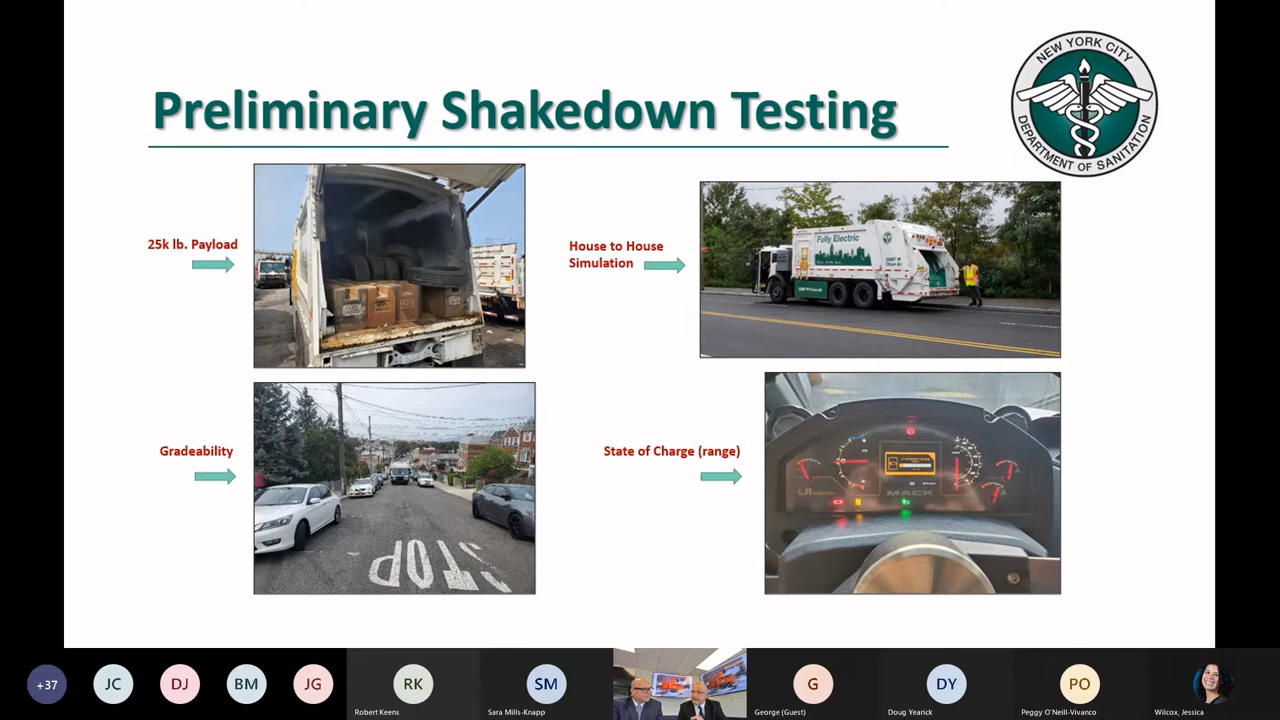 Preliminary Shakedown Testing
NEW YORK CITY
DEPARTMENT OF SANITATION
25k lb. Payload
House to House
Simulation
Fully Electric
Gradeability
STOP
State of Charge (range)
MACK
+37
JC
DJ
BM
JG
RK
SM
G
DY
PO
Robert Keens
Sara Mills-Knapp
George (Guest)
Doug Yearick
Peggy O'Neill-Vivanco
Wilcox, Jessica